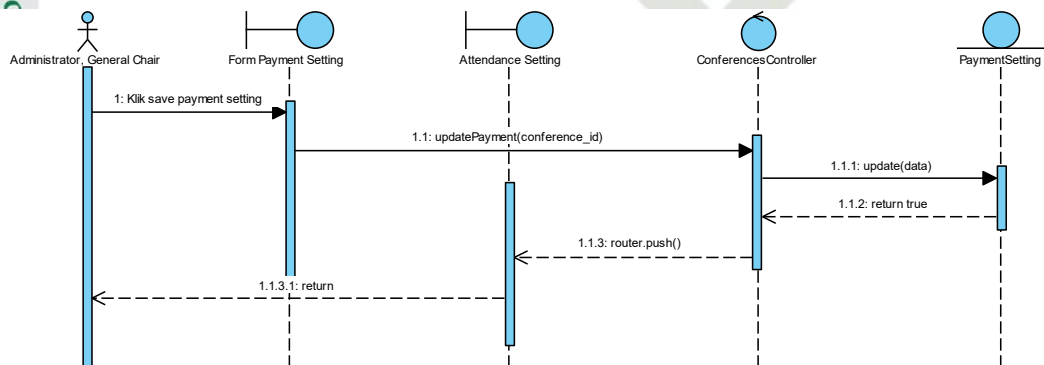 Administrator, General Chair
Form Payment Setting
Attendance Setting
ConferencesController
PaymentSetting
1: Klik save payment setting
1.1: updatePayment(conference_id)
1.1.1: update(data)
1.1.2: return true
1.1.3: router.push()
1.1.3.1: return